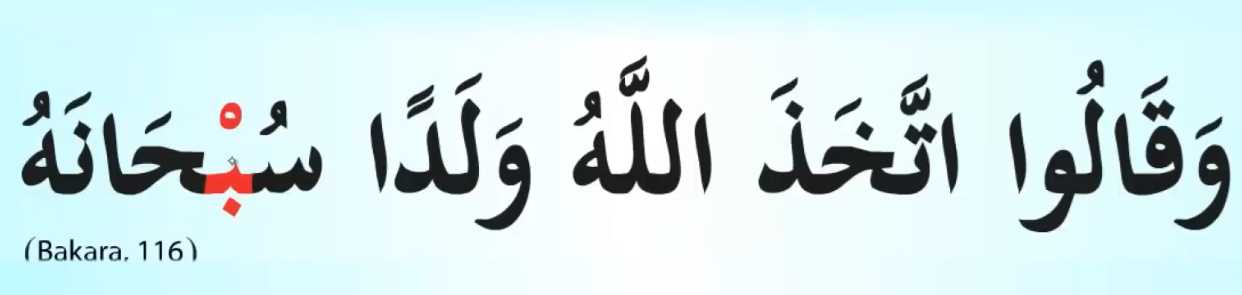 وَقَالُوا اتَّخَذَ اللَّهُ وَلَدًا سُبْحَانَهُ
(Bakara, 116)